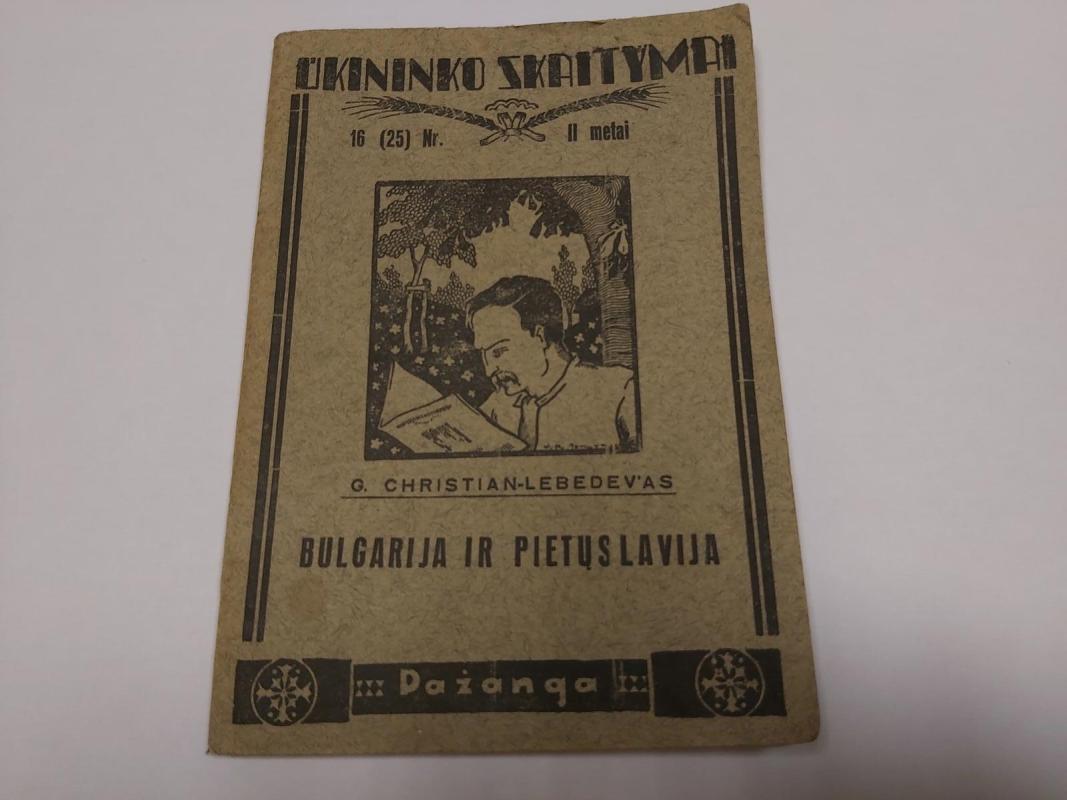 ŪKININKO SKAITYMAI
16 (25) Nr. II metai
G. CHRISTIAN-LEBEDEV'AS
BULGARIJA IR PIETŲSLAVIJA
Pažanga